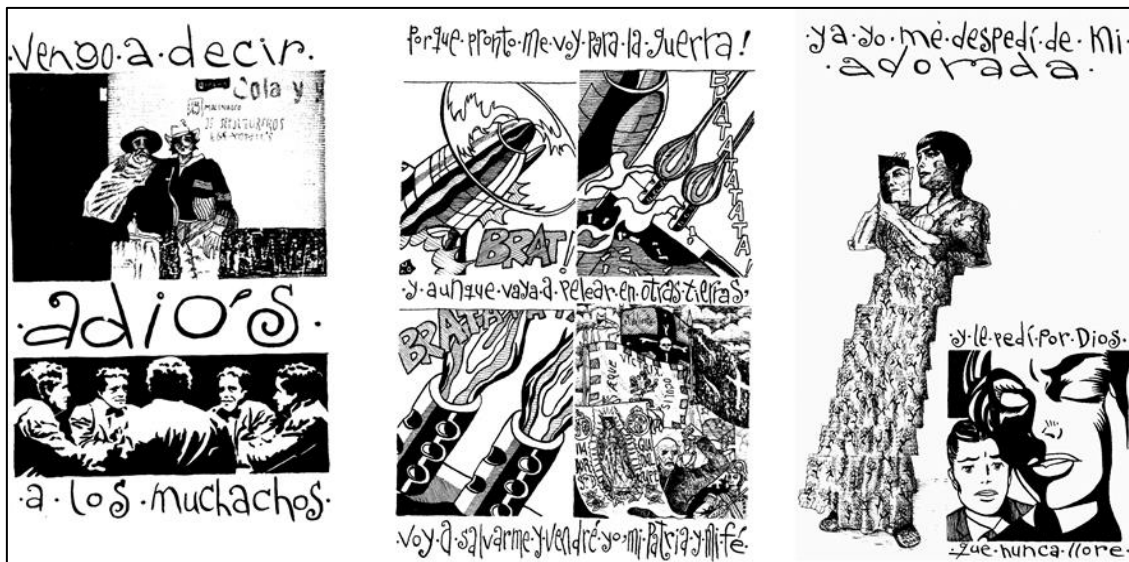 ·vengo·a·decir·
Cola y y
adió's·
·a·los·muchachos·
Porque pronto·me·voy·para·la·guerra!
BRAT!
BRATATATATA!
·y·aunque·vaya·a·pelear·en·otras·tierras,
BRATATA
voy·a·salvarme·y·vendré·yo,·mi·Patria·y·mi·fé·
·ya·yo·me·despedí·de·mi·
·adorada·
·y·le·pedí·por·Dios·
·que·nunca·llore·